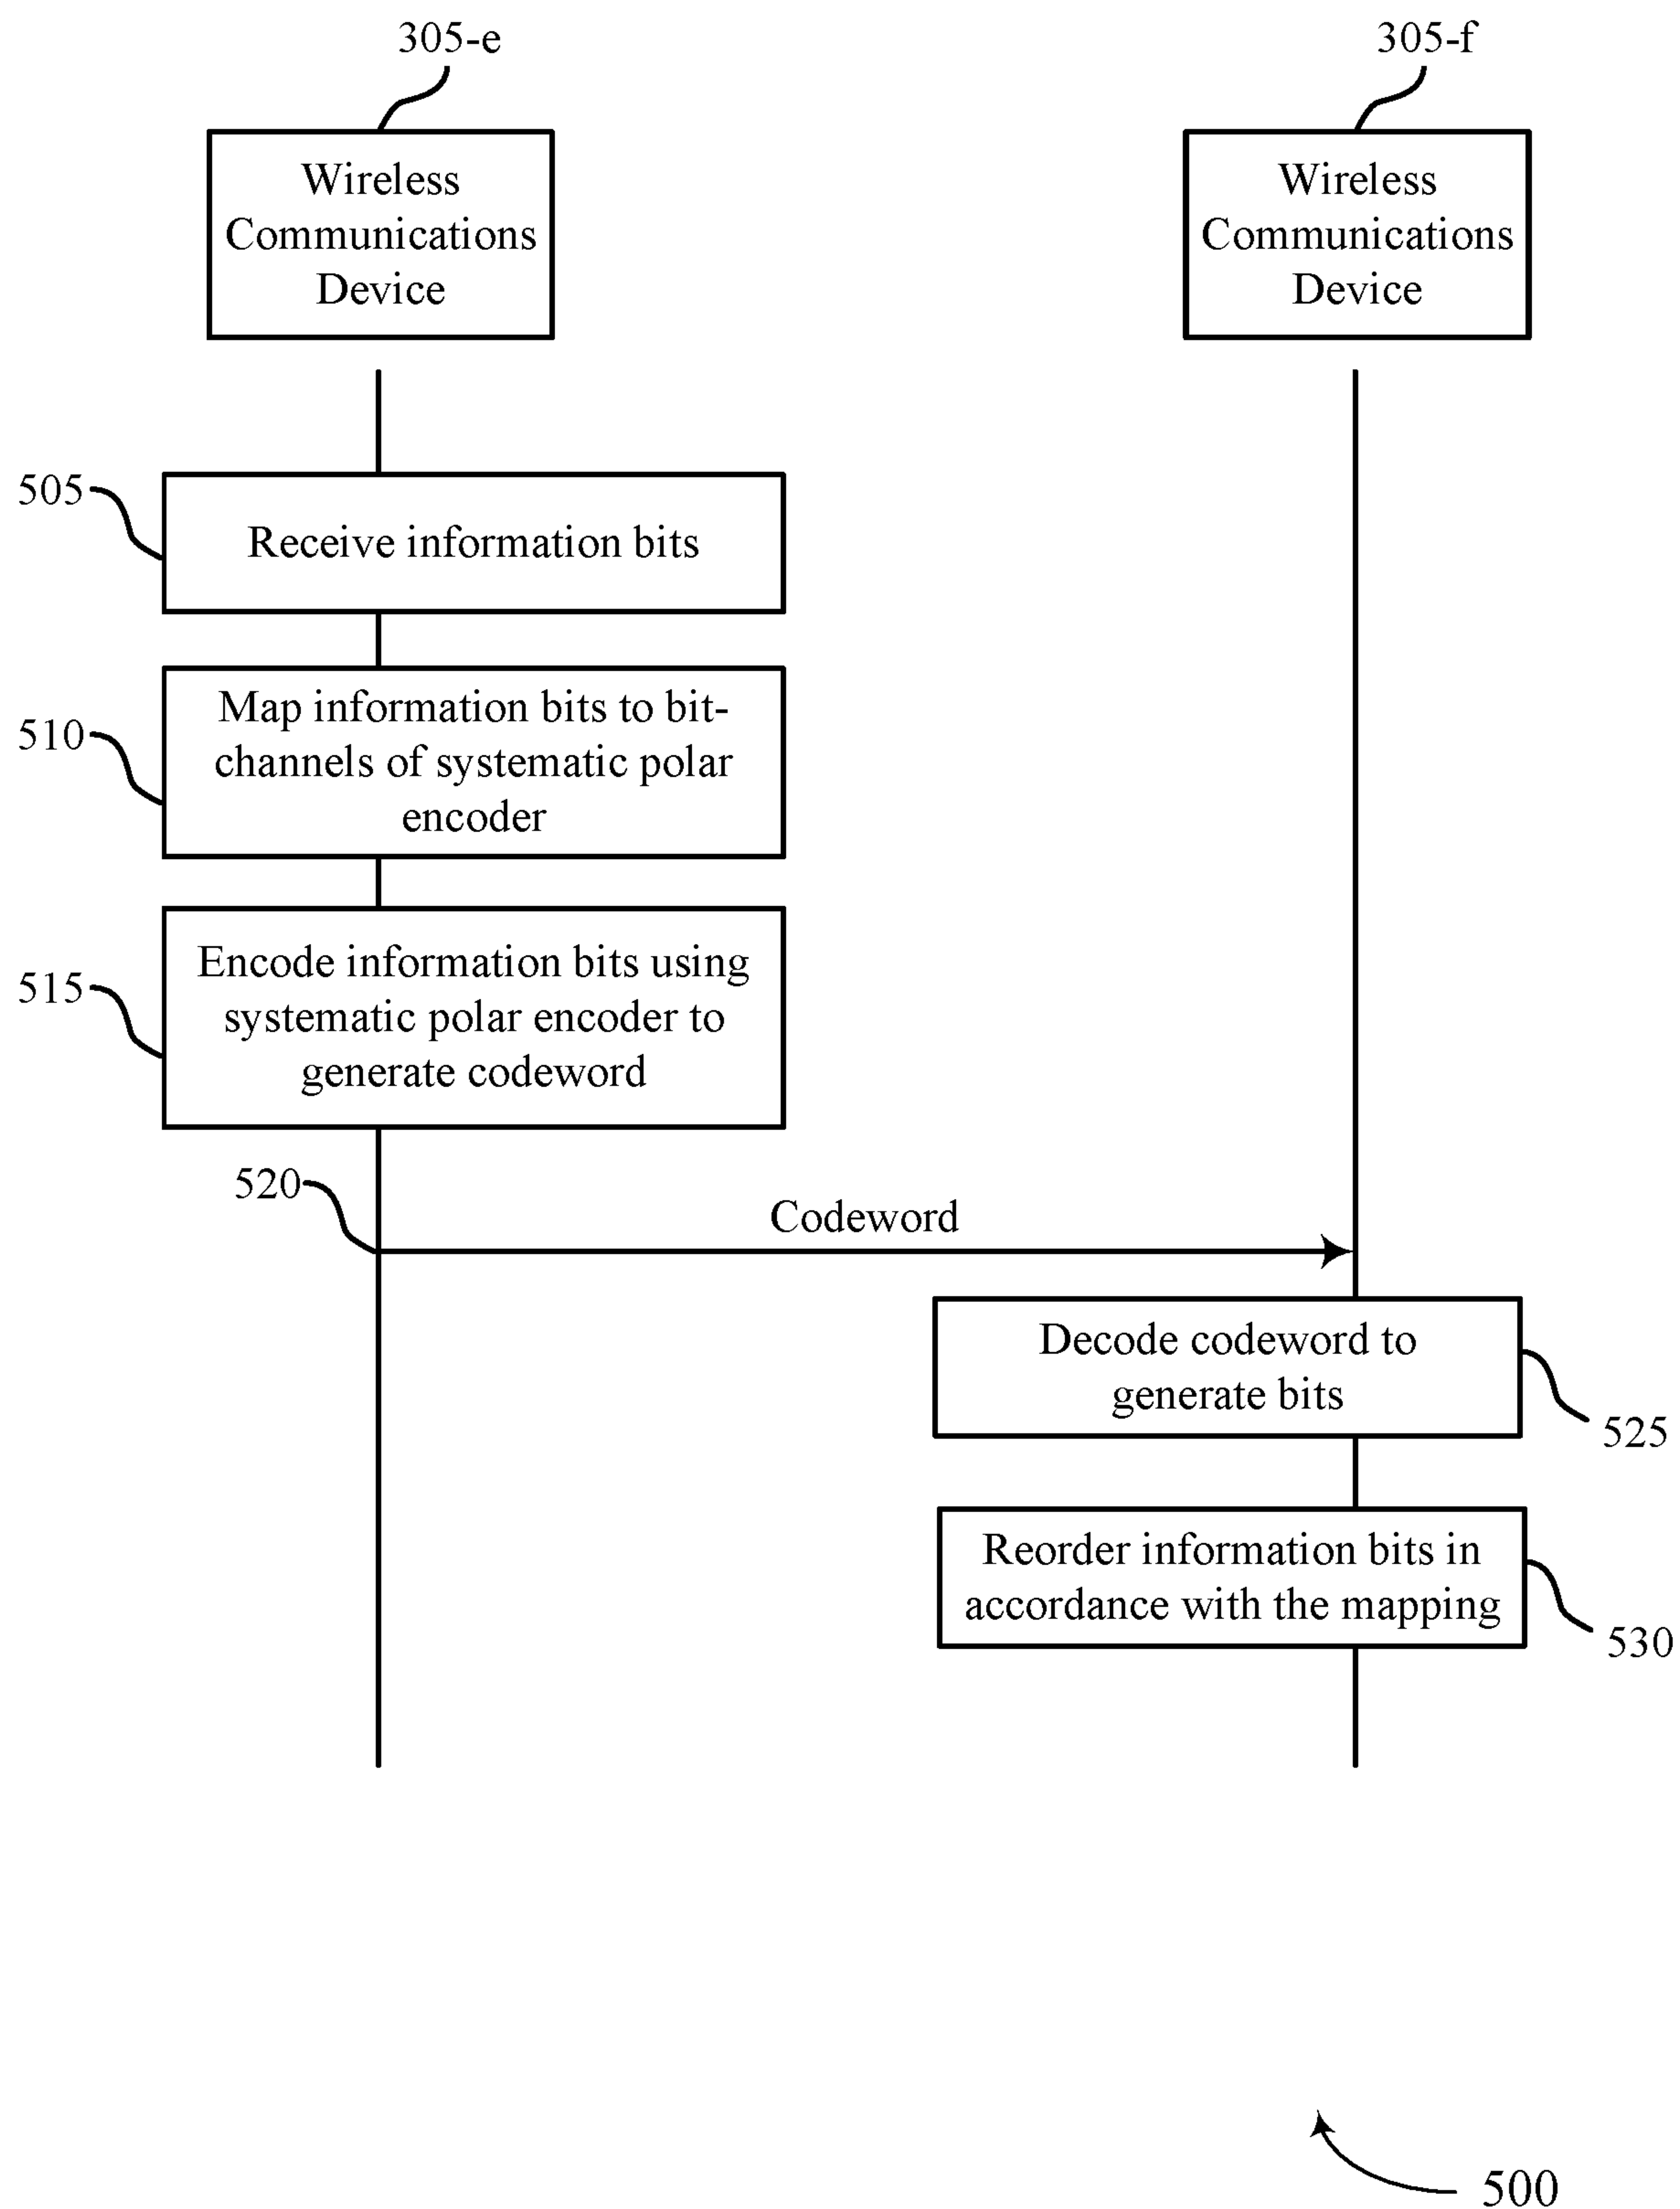 305-e
305-f
Wireless
Communications
Device
Wireless
Communications
Device
505
Receive information bits
510
Map information bits to bit-
channels of systematic polar
encoder
515
Encode information bits using
systematic polar encoder to
generate codeword
520
Codeword
Decode codeword to
generate bits
525
Reorder information bits in
accordance with the mapping
530
500